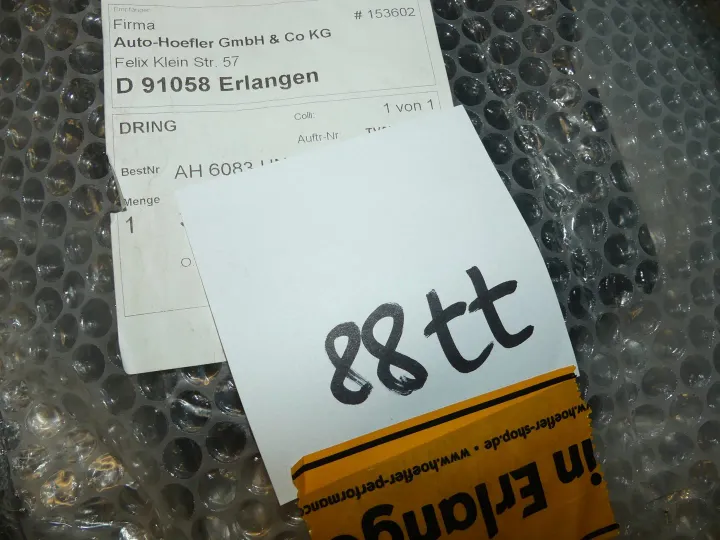 Empfänger
# 153602
Firma
Auto-Hoefler GmbH & Co KG
Felix Klein Str. 57
D 91058 Erlangen
DRING
Colli: 1 von 1
Auftr-Nr.
BestNr AH 6083
Menge
1
88tt
www.hoefler-shop.de • www.hoefler-performance
in Erlange